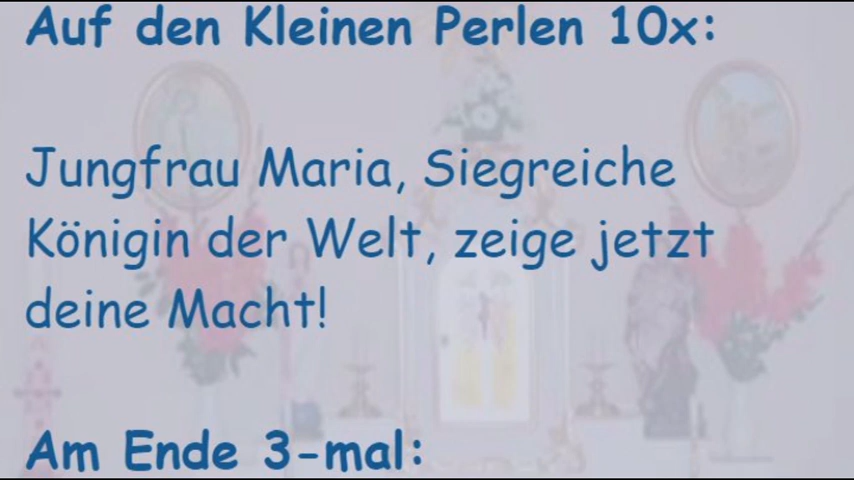 Auf den Kleinen Perlen 10x:
Jungfrau Maria, Siegreiche
Königin der Welt, zeige jetzt
deine Macht!
Am Ende 3-mal: